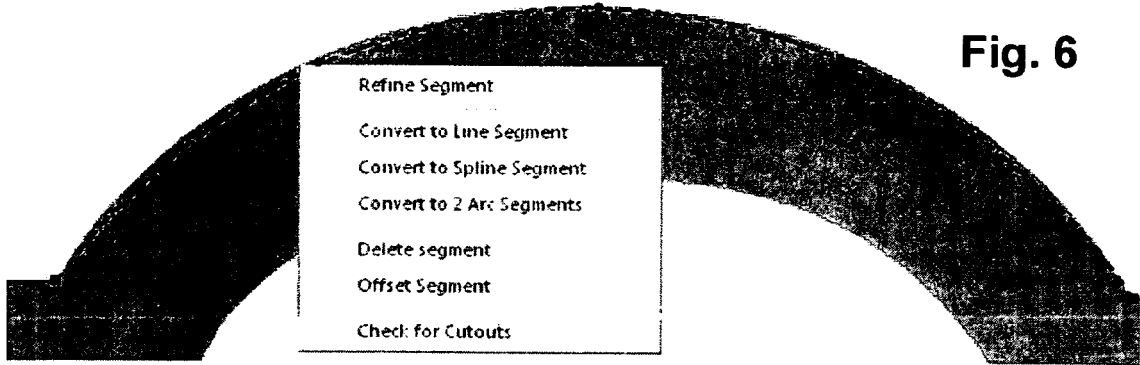 Fig. 6
Refine Segment
Convert to Line Segment
Convert to Spline Segment
Convert to 2 Arc Segments
Delete segment
Offset Segment
Check for Cutouts